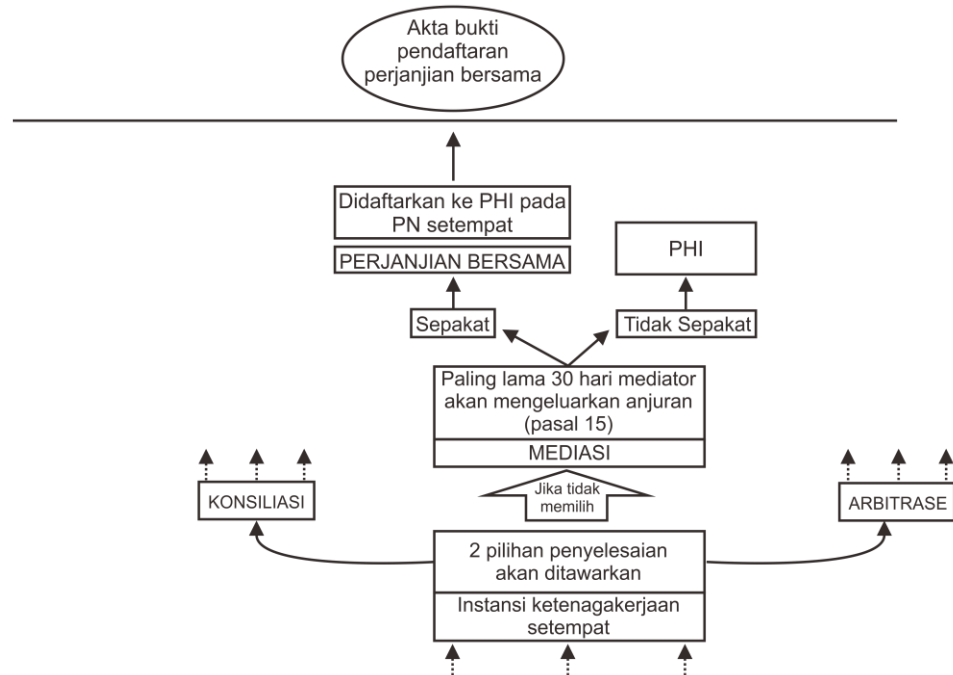 Akta bukti
pendaftaran
perjanjian bersama
Didaftarkan ke PHI pada
PN setempat
PERJANJIAN BERSAMA
PHI
Sepakat
Tidak Sepakat
Paling lama 30 hari mediator
akan mengeluarkan anjuran
(pasal 15)
MEDIASI
KONSILIASI
Jika tidak
memilih
ARBITRASE
2 pilihan penyelesaian
akan ditawarkan
Instansi ketenagakerjaan
setempat